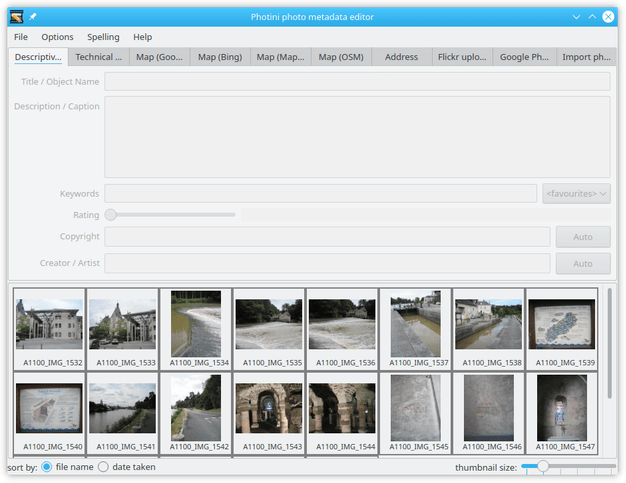 Photini photo metadata editor
File Options Spelling Help
Descriptiv... Technical ... Map (Goo... Map (Bing) Map (Map... Map (OSM) Address Flickr uplo... Google Ph... Import ph...
Title / Object Name
Description / Caption
Keywords <favourites>
Rating
Copyright Auto
Creator / Artist Auto
A1100_IMG_1532 A1100_IMG_1533 A1100_IMG_1534 A1100_IMG_1535 A1100_IMG_1536 A1100_IMG_1537 A1100_IMG_1538 A1100_IMG_1539
A1100_IMG_1540 A1100_IMG_1541 A1100_IMG_1542 A1100_IMG_1543 A1100_IMG_1544 A1100_IMG_1545 A1100_IMG_1546 A1100_IMG_1547
sort by: file name date taken thumbnail size: